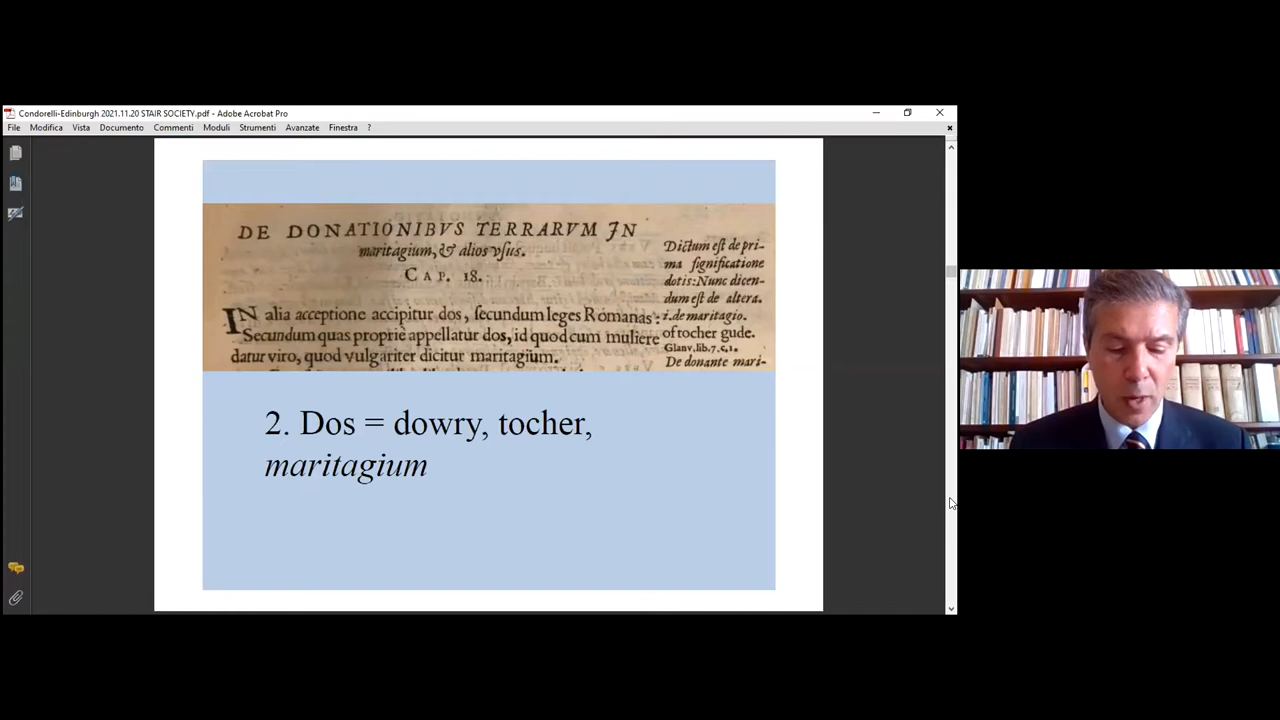 Condorelli-Edinburgh 2021.11.20 STAIR SOCIETY.pdf - Adobe Acrobat Pro
File Modifica Vista Documento Commenti Moduli Strumenti Avanzate Finestra ?
DE DONATIONIBVS TERRARVM JN
maritagium, & alios vsus.
CAP. 18.
IN alia acceptione accipitur dos, secundum leges Romanas:
Secundum quas propriè appellatur dos, id quod cum muliere
datur viro, quod vulgariter dicitur maritagium.
Dictum est de pri-
ma significatione
dotis: Nunc dicen-
dum est de altera.
i. de maritagio.
of tocher gude.
Glanv. lib. 7. c. 1.
De donante mari-
2. Dos = dowry, tocher,
maritagium